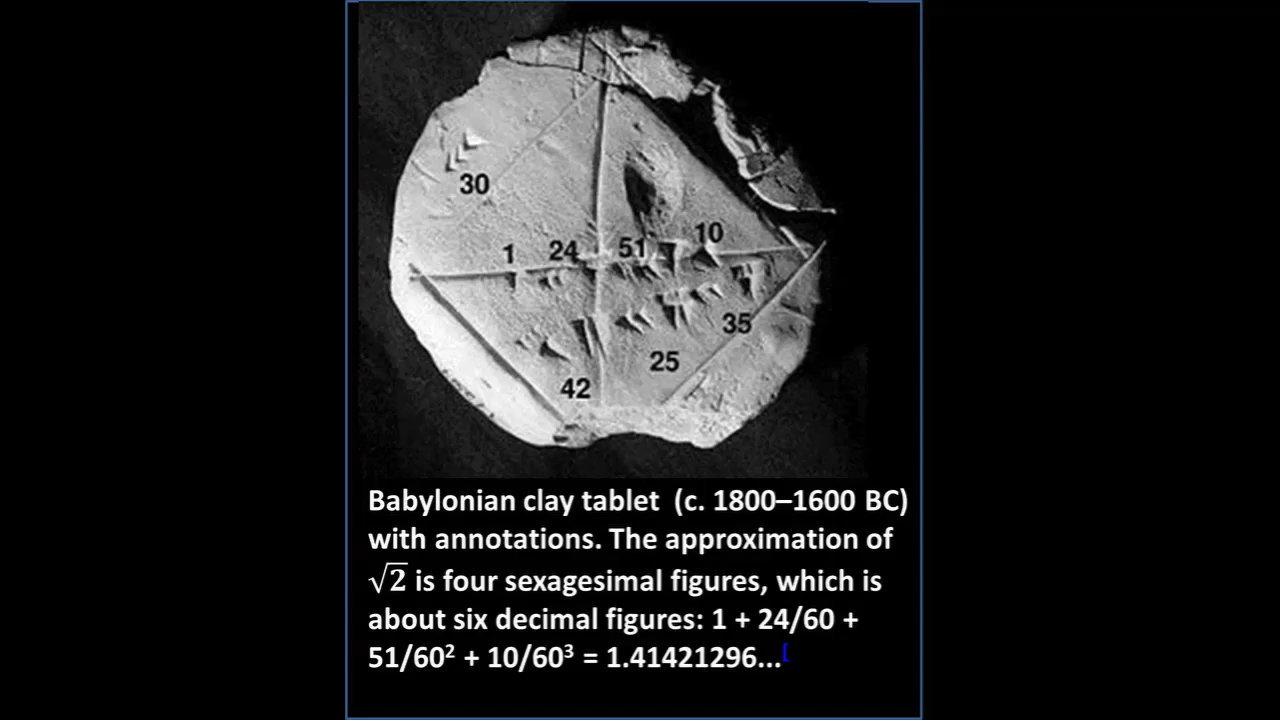 30
1 24 51 10
35
25
42
Babylonian clay tablet (c. 1800–1600 BC)
with annotations. The approximation of
√2 is four sexagesimal figures, which is
about six decimal figures: 1 + 24/60 +
51/60² + 10/60³ = 1.41421296...[